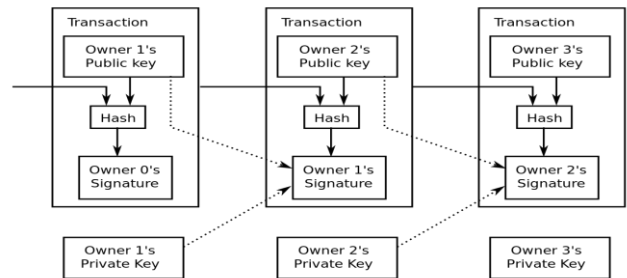 Transaction
Owner 1's
Public key
Hash
Owner 0's
Signature
Transaction
Owner 2's
Public key
Hash
Owner 1's
Signature
Transaction
Owner 3's
Public key
Hash
Owner 2's
Signature
Owner 1's
Private Key
Owner 2's
Private Key
Owner 3's
Private Key